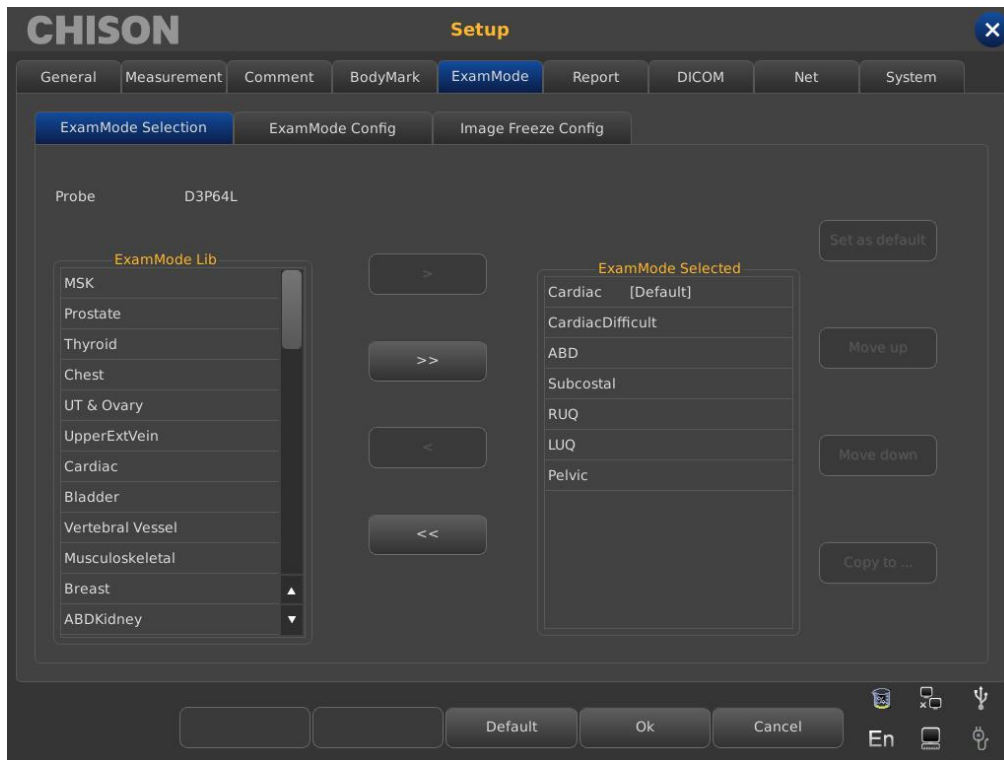 CHISON
Setup
General Measurement Comment BodyMark ExamMode Report DICOM Net System
ExamMode Selection ExamMode Config Image Freeze Config
Probe D3P64L
ExamMode Lib
MSK
Prostate
Thyroid
Chest
UT & Ovary
UpperExtVein
Cardiac
Bladder
Vertebral Vessel
Musculoskeletal
Breast
ABDKidney
>
>>
<
<<
ExamMode Selected
Cardiac [Default]
CardiacDifficult
ABD
Subcostal
RUQ
LUQ
Pelvic
Set as default
Move up
Move down
Copy to ...
Default Ok Cancel
En